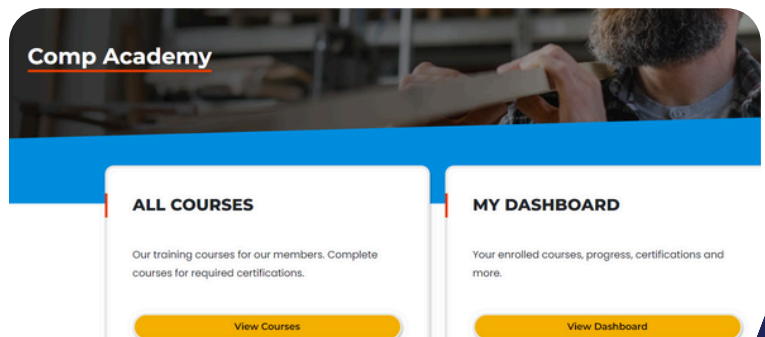 Comp Academy
ALL COURSES
Our training courses for our members. Complete
courses for required certifications.
View Courses
MY DASHBOARD
Your enrolled courses, progress, certifications and
more.
View Dashboard